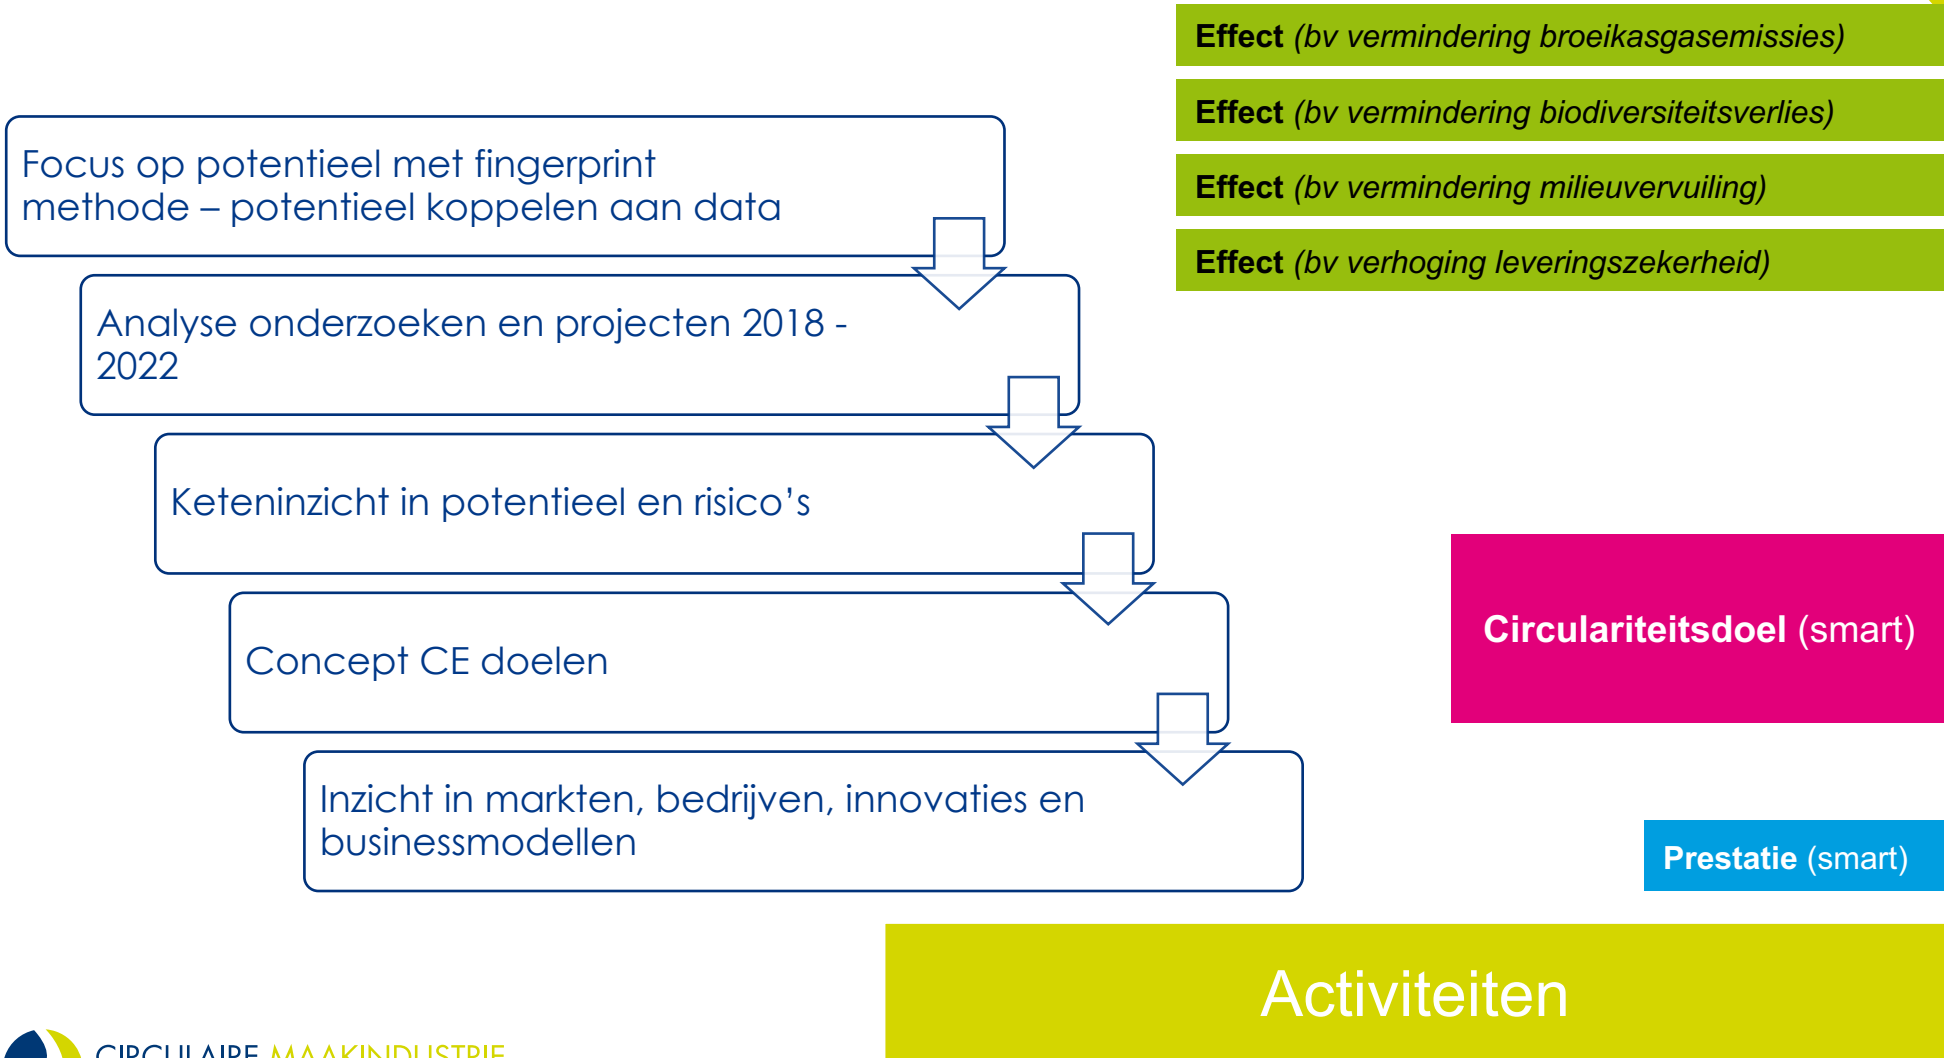 Focus op potentieel met fingerprint
methode – potentieel koppelen aan data
Analyse onderzoeken en projecten 2018 -
2022
Keteninzicht in potentieel en risico’s
Concept CE doelen
Inzicht in markten, bedrijven, innovaties en
businessmodellen
Effect (bv vermindering broeikasgasemissies)
Effect (bv vermindering biodiversiteitsverlies)
Effect (bv vermindering milieuvervuiling)
Effect (bv verhoging leveringszekerheid)
Circulariteitsdoel (smart)
Prestatie (smart)
Activiteiten
CIRCULAIRE MAAKINDUSTRIE